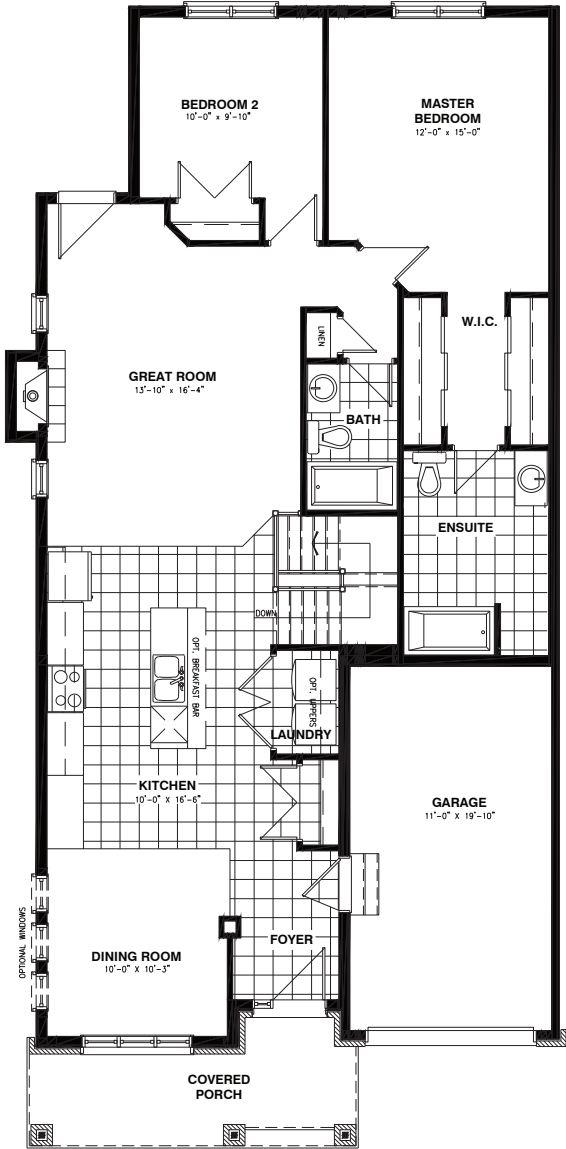 BEDROOM 2
10'-0" x 9'-10"
MASTER
BEDROOM
12'-0" x 15'-0"
W.I.C.
LINEN
GREAT ROOM
13'-10" x 16'-4"
BATH
ENSUITE
DOWN
OPT. BREAKFAST BAR
OPT. UPPERS
LAUNDRY
KITCHEN
10'-0" X 16'-6"
GARAGE
11'-0" X 19'-10"
OPTIONAL WINDOWS
FOYER
DINING ROOM
10'-0" X 10'-3"
COVERED
PORCH